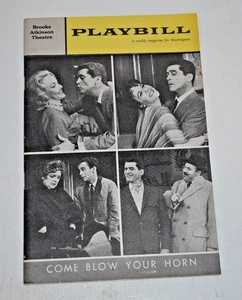 Brooks
Atkinson
Theatre
PLAYBILL
a weekly magazine for theatregoers
COME BLOW YOUR HORN